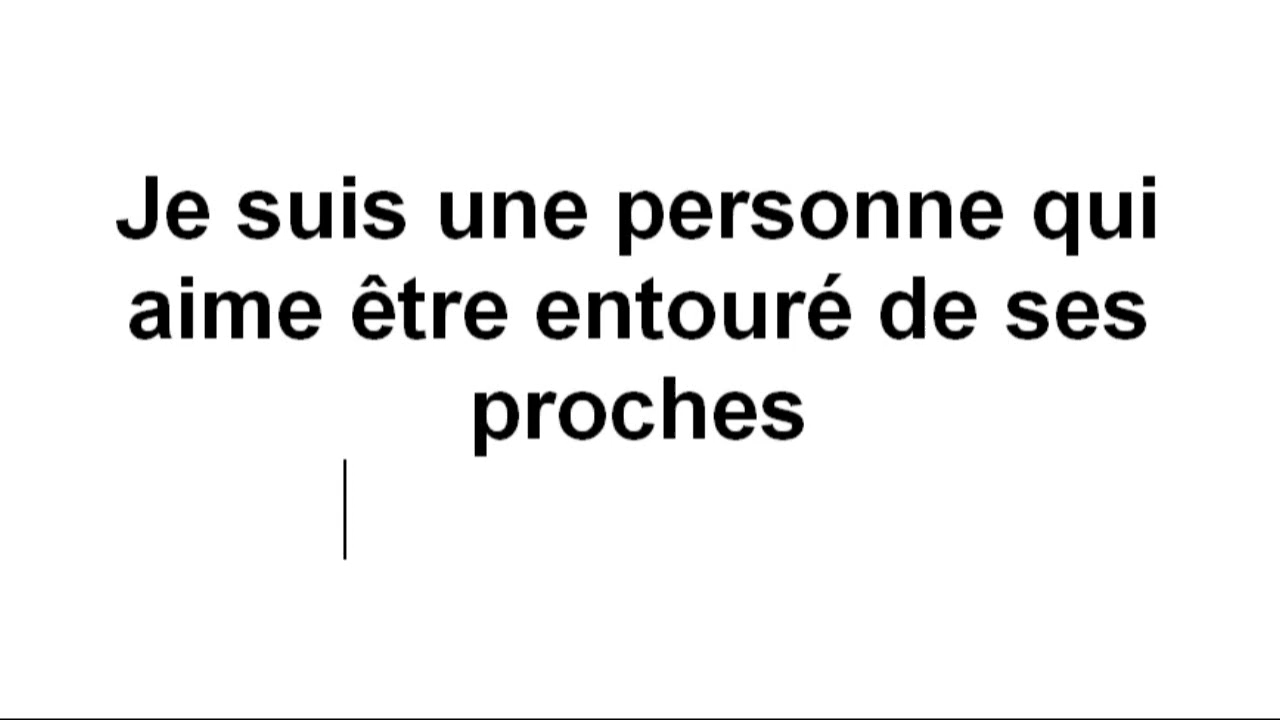 Je suis une personne qui
aime être entouré de ses
proches